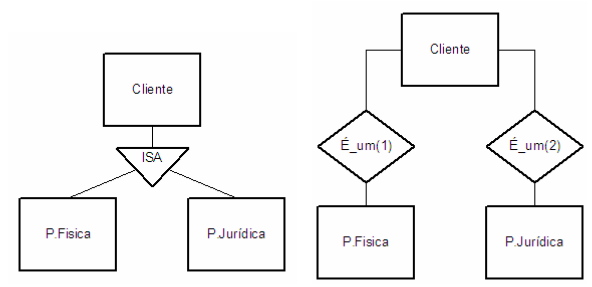 Cliente
ISA
P.Fisica
P.Jurídica
Cliente
É_um(1)
É_um(2)
P.Fisica
P.Jurídica